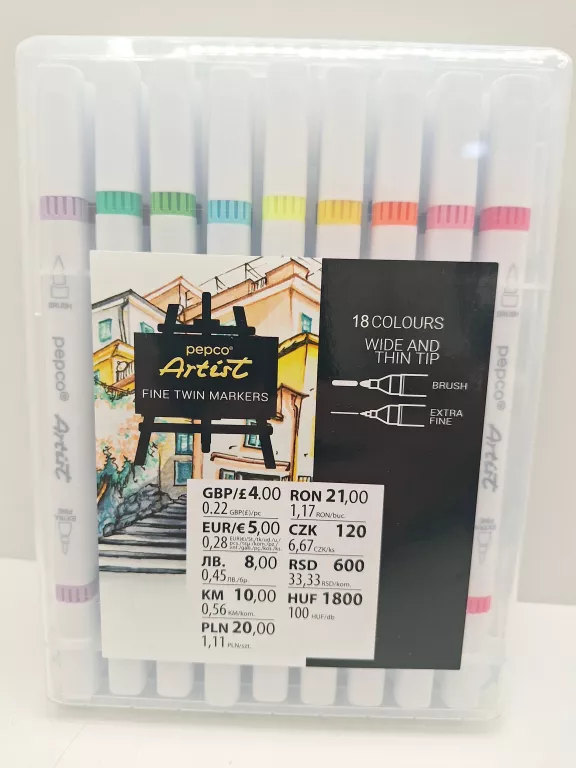 pepco®
Artist
FINE TWIN MARKERS
18 COLOURS
WIDE AND
THIN TIP
BRUSH
EXTRA
FINE
GBP/£4.00
0.22 GBP(£)/pc
EUR/€5,00
0,28
ЛВ. 8,00
0,45 ЛВ./бр.
KM 10,00
0,56 KM/kom.
PLN 20,00
1,11 PLN/szt.
RON 21,00
1,17 RON/buc.
CZK 120
6,67 CZK/ks
RSD 600
33,33 RSD/kom.
HUF 1800
100 HUF/db
pepco® Artist
EXTRA FINE
pepco® Artist